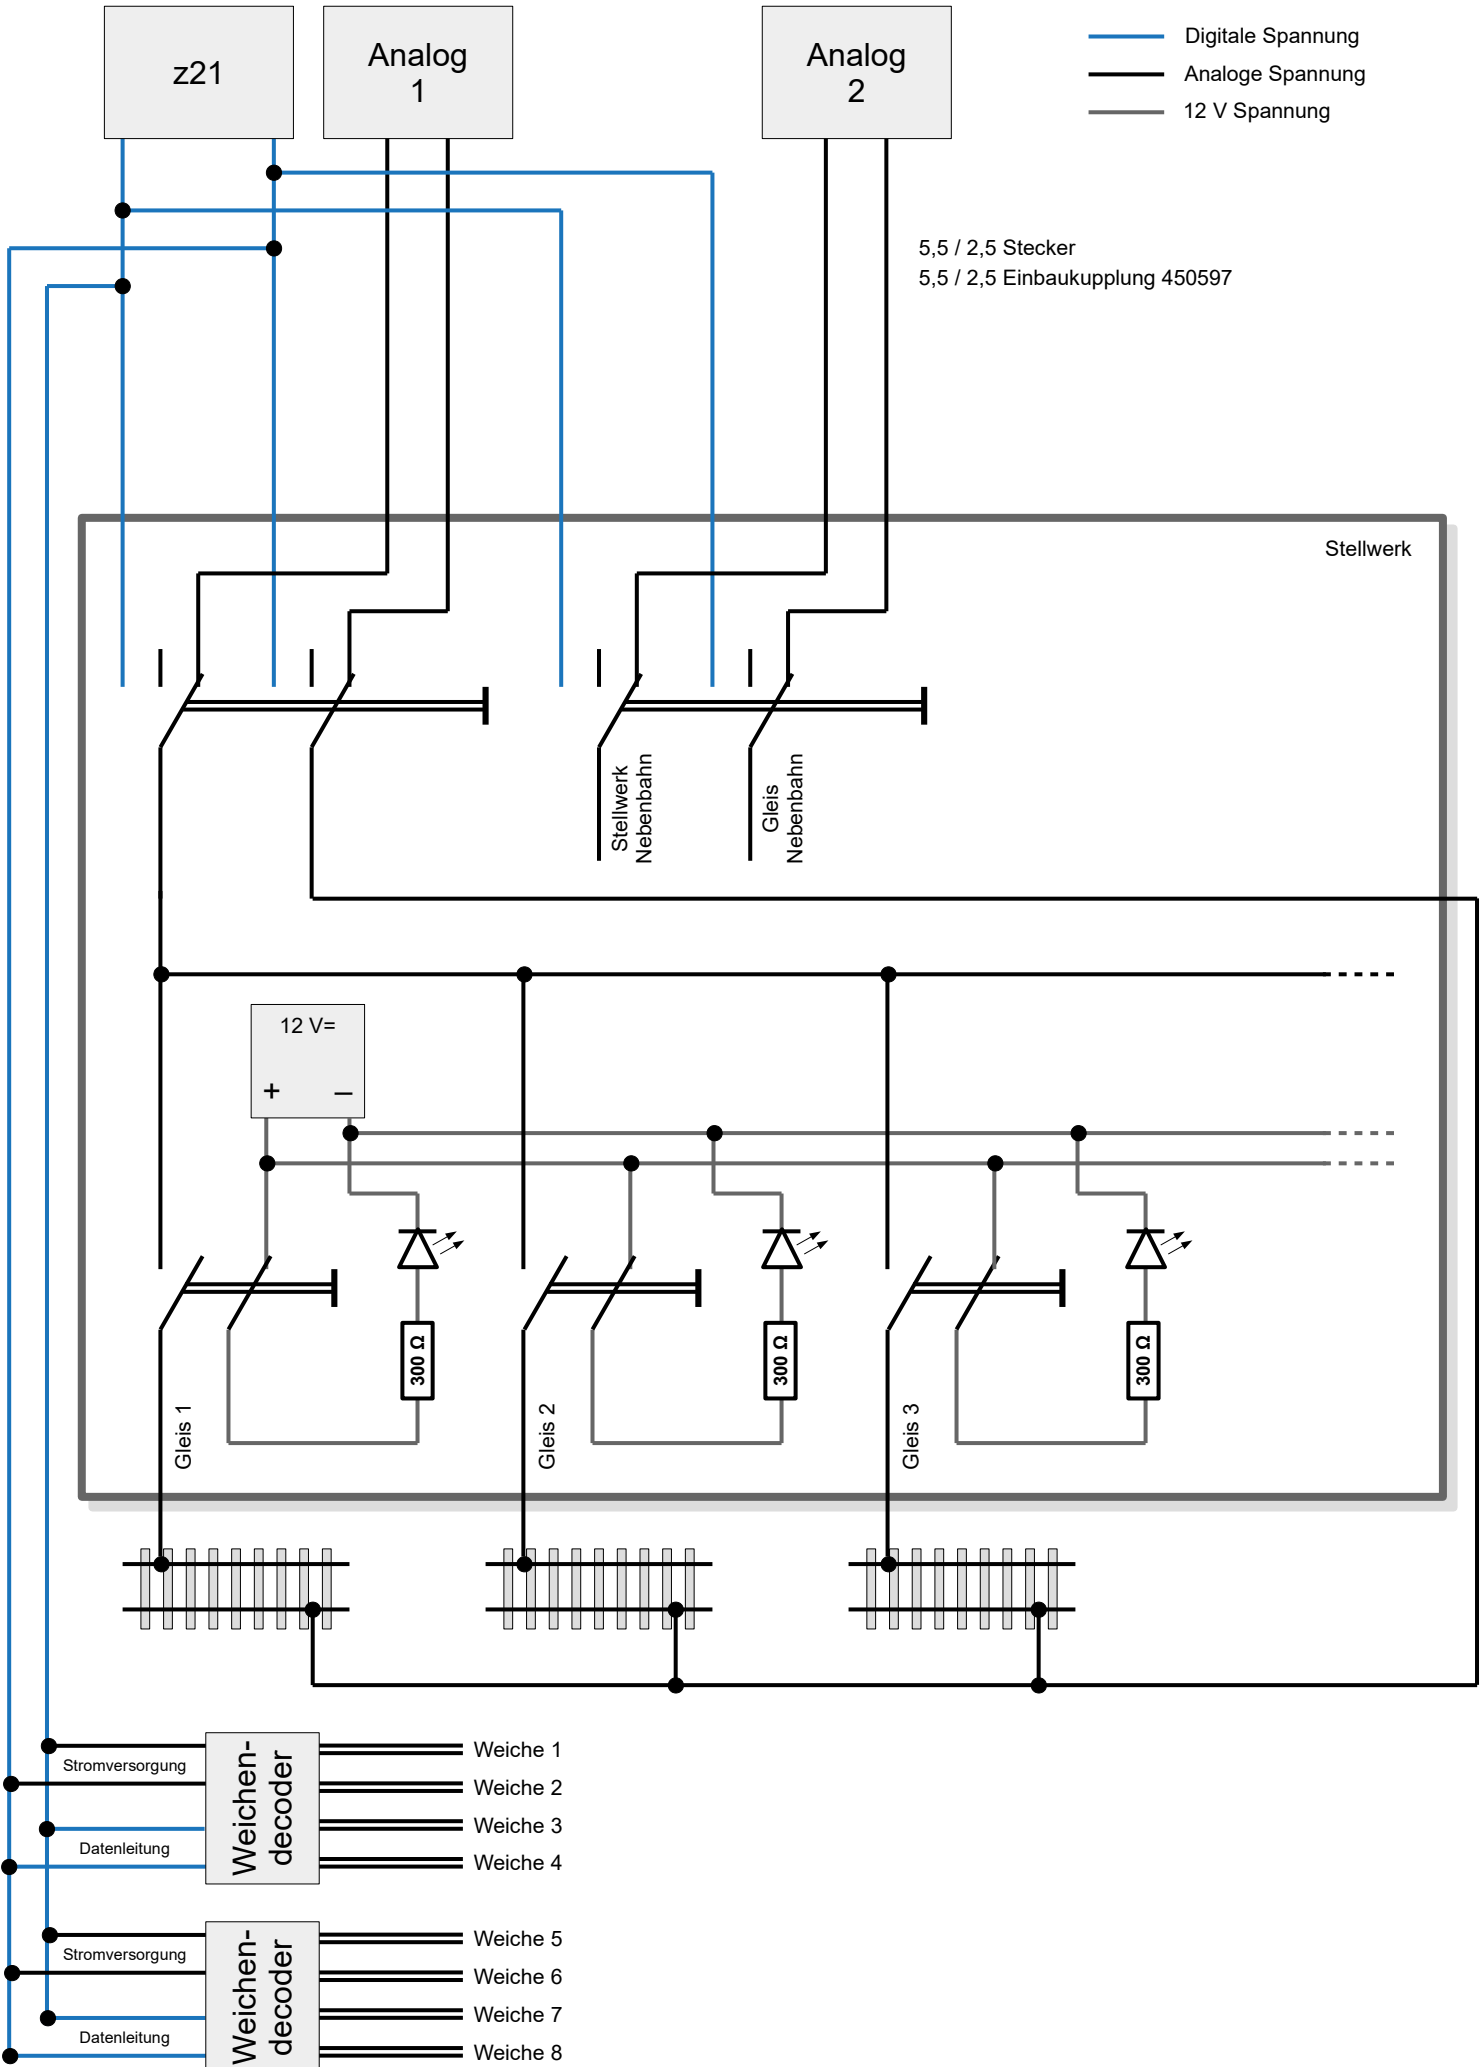 z21
Analog
1
Analog
2
Digitale Spannung
Analoge Spannung
12 V Spannung
5,5 / 2,5 Stecker
5,5 / 2,5 Einbaukupplung 450597
Stellwerk
Stellwerk
Nebenbahn
Gleis
Nebenbahn
12 V=
+ –
300 Ω
300 Ω
300 Ω
Gleis 1
Gleis 2
Gleis 3
Stromversorgung
Datenleitung
Weichen-
decoder
Weiche 1
Weiche 2
Weiche 3
Weiche 4
Stromversorgung
Datenleitung
Weichen-
decoder
Weiche 5
Weiche 6
Weiche 7
Weiche 8